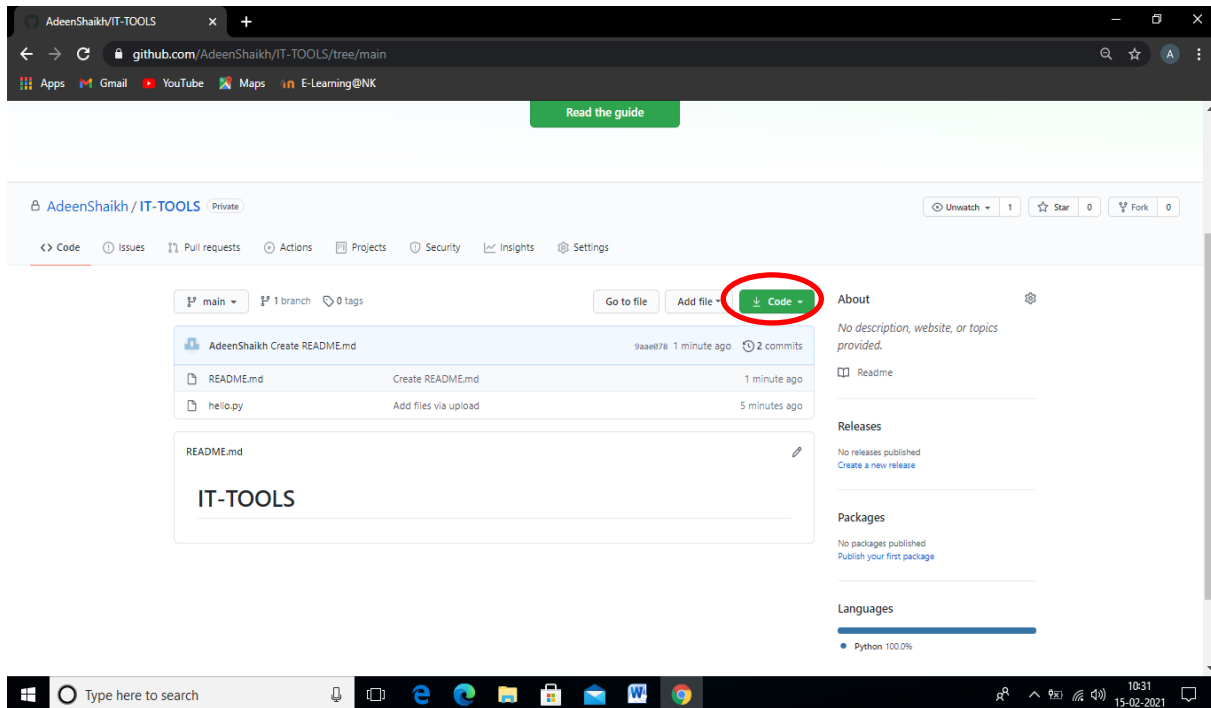 AdeenShaikh/IT-TOOLS
github.com/AdeenShaikh/IT-TOOLS/tree/main
A
Apps Gmail YouTube Maps E-Learning@NK
Read the guide
AdeenShaikh / IT-TOOLS Private
Unwatch 1 Star 0 Fork 0
<> Code Issues Pull requests Actions Projects Security Insights Settings
main 1 branch 0 tags Go to file Add file Code
AdeenShaikh Create README.md 9aae078 1 minute ago 2 commits
README.md Create README.md 1 minute ago
hello.py Add files via upload 5 minutes ago
README.md
IT-TOOLS
About
No description, website, or topics
provided.
Readme
Releases
No releases published
Create a new release
Packages
No packages published
Publish your first package
Languages
Python 100.0%
Type here to search
10:31
15-02-2021